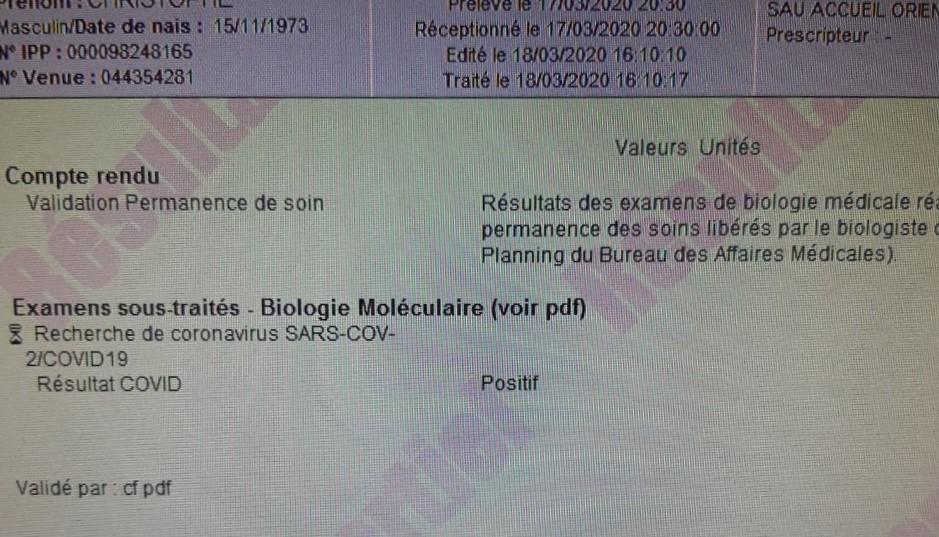 Prénom : CHRISTOPHE
Masculin/Date de nais : 15/11/1973
N° IPP : 000098248165
N° Venue : 044354281
Prélevé le 17/03/2020 20:30
Réceptionné le 17/03/2020 20:30:00
Edité le 18/03/2020 16:10:10
Traité le 18/03/2020 16:10:17
SAU ACCUEIL ORIEN
Prescripteur : -
Valeurs Unités
Compte rendu
Validation Permanence de soin
Résultats des examens de biologie médicale réa
permanence des soins libérés par le biologiste
Planning du Bureau des Affaires Médicales).
Examens sous-traités - Biologie Moléculaire (voir pdf)
Recherche de coronavirus SARS-COV-
2/COVID19
Résultat COVID
Positif
Validé par : cf pdf